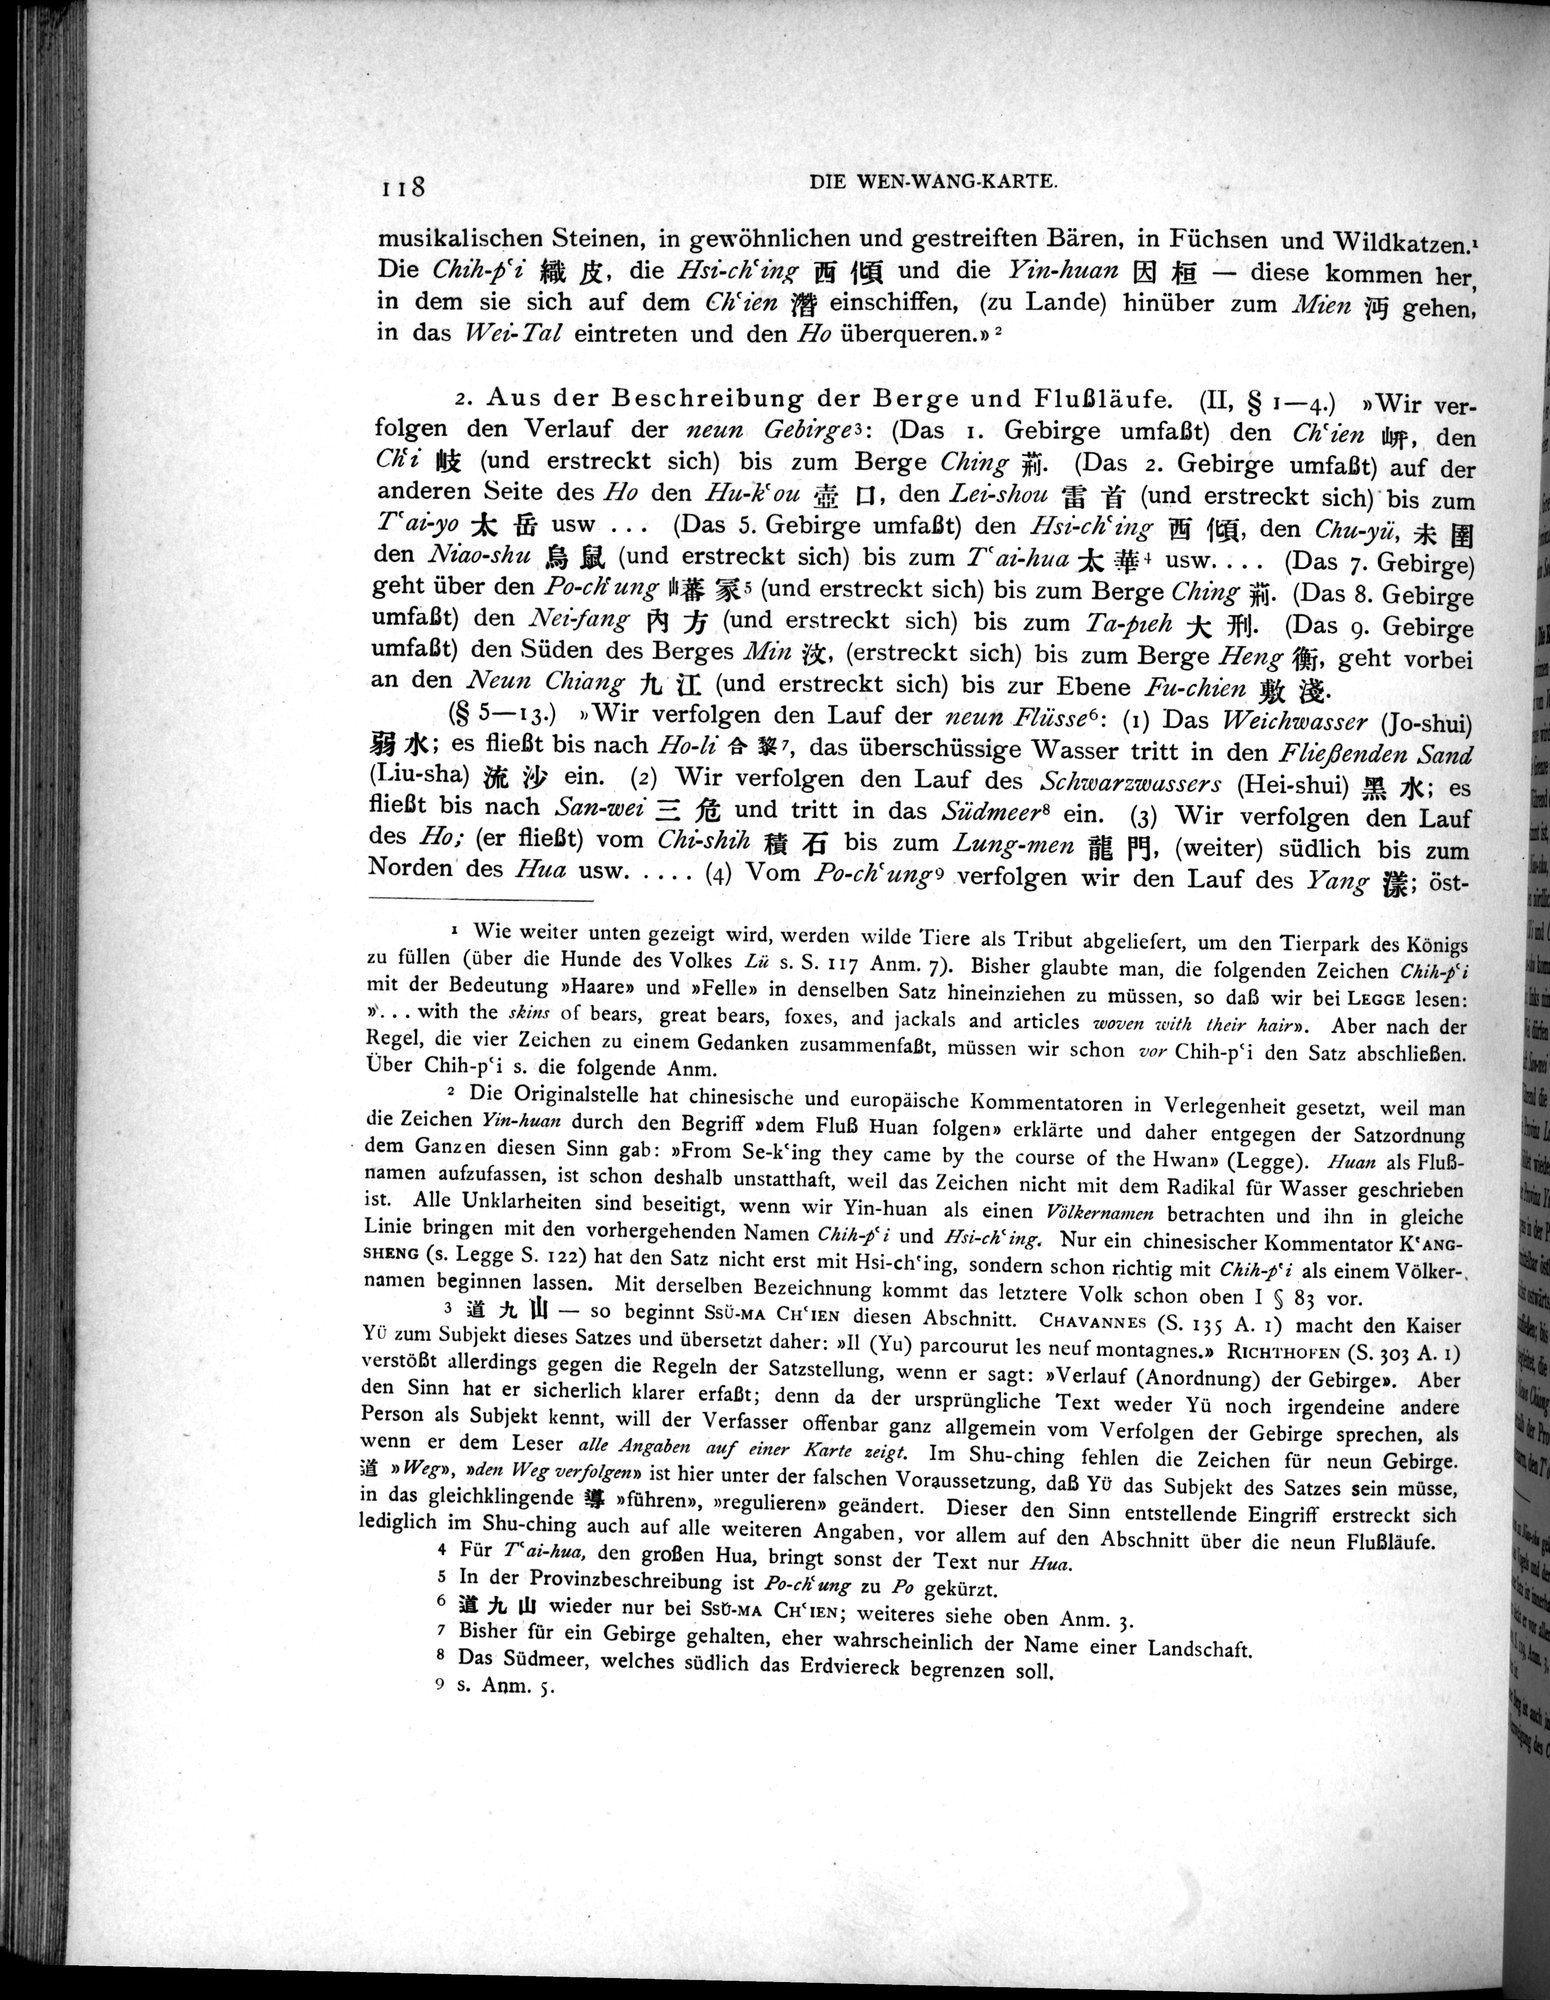 118
DIE WEN-WANG-KARTE.
musikalischen Steinen, in gewöhnlichen und gestreiften Bären, in Füchsen und Wildkatzen.¹
Die Chih-pʿi 織 皮, die Hsi-chʿing 西 傾 und die Yin-huan 因 桓 — diese kommen her,
in dem sie sich auf dem Chʿien 潛 einschiffen, (zu Lande) hinüber zum Mien 沔 gehen,
in das Wei-Tal eintreten und den Ho überqueren.»²
2. Aus der Beschreibung der Berge und Flußläufe. (II, § 1—4.) »Wir ver-
folgen den Verlauf der neun Gebirge³: (Das 1. Gebirge umfaßt) den Chʿien 岍, den
Chʿi 岐 (und erstreckt sich) bis zum Berge Ching 荊. (Das 2. Gebirge umfaßt) auf der
anderen Seite des Ho den Hu-kʿou 壺 口, den Lei-shou 雷 首 (und erstreckt sich) bis zum
Tʿai-yo 太 岳 usw ... (Das 5. Gebirge umfaßt) den Hsi-chʿing 西 傾, den Chu-yü, 未 圉
den Niao-shu 鳥 鼠 (und erstreckt sich) bis zum Tʿai-hua 太 華⁴ usw.... (Das 7. Gebirge)
geht über den Po-chʿung 嶓 冢⁵ (und erstreckt sich) bis zum Berge Ching 荊. (Das 8. Gebirge
umfaßt) den Nei-fang 內 方 (und erstreckt sich) bis zum Ta-pieh 大 刑. (Das 9. Gebirge
umfaßt) den Süden des Berges Min 汶, (erstreckt sich) bis zum Berge Heng 衡, geht vorbei
an den Neun Chiang 九 江 (und erstreckt sich) bis zur Ebene Fu-chien 敷 淺.
(§ 5—13.) »Wir verfolgen den Lauf der neun Flüsse⁶: (1) Das Weichwasser (Jo-shui)
弱 水; es fließt bis nach Ho-li 合 黎⁷, das überschüssige Wasser tritt in den Fließenden Sand
(Liu-sha) 流 沙 ein. (2) Wir verfolgen den Lauf des Schwarzwassers (Hei-shui) 黑 水; es
fließt bis nach San-wei 三 危 und tritt in das Südmeer⁸ ein. (3) Wir verfolgen den Lauf
des Ho; (er fließt) vom Chi-shih 積 石 bis zum Lung-men 龍 門, (weiter) südlich bis zum
Norden des Hua usw. .... (4) Vom Po-chʿung⁹ verfolgen wir den Lauf des Yang 漾; öst-
¹ Wie weiter unten gezeigt wird, werden wilde Tiere als Tribut abgeliefert, um den Tierpark des Königs
zu füllen (über die Hunde des Volkes Lü s. S. 117 Anm. 7). Bisher glaubte man, die folgenden Zeichen Chih-pʿi
mit der Bedeutung »Haare» und »Felle» in denselben Satz hineinziehen zu müssen, so daß wir bei LEGGE lesen:
»... with the skins of bears, great bears, foxes, and jackals and articles woven with their hair». Aber nach der
Regel, die vier Zeichen zu einem Gedanken zusammenfaßt, müssen wir schon vor Chih-pʿi den Satz abschließen.
Über Chih-pʿi s. die folgende Anm.
² Die Originalstelle hat chinesische und europäische Kommentatoren in Verlegenheit gesetzt, weil man
die Zeichen Yin-huan durch den Begriff »dem Fluß Huan folgen» erklärte und daher entgegen der Satzordnung
dem Ganzen diesen Sinn gab: »From Se-kʿing they came by the course of the Hwan» (Legge). Huan als Fluß-
namen aufzufassen, ist schon deshalb unstatthaft, weil das Zeichen nicht mit dem Radikal für Wasser geschrieben
ist. Alle Unklarheiten sind beseitigt, wenn wir Yin-huan als einen Völkernamen betrachten und ihn in gleiche
Linie bringen mit den vorhergehenden Namen Chih-pʿi und Hsi-chʿing. Nur ein chinesischer Kommentator KʿANG-
SHENG (s. Legge S. 122) hat den Satz nicht erst mit Hsi-chʿing, sondern schon richtig mit Chih-pʿi als einem Völker-
namen beginnen lassen. Mit derselben Bezeichnung kommt das letztere Volk schon oben I § 83 vor.
³ 道 九 山 — so beginnt SSŬ-MA CHʿIEN diesen Abschnitt. CHAVANNES (S. 135 A. 1) macht den Kaiser
YÜ zum Subjekt dieses Satzes und übersetzt daher: »Il (Yu) parcourut les neuf montagnes.» RICHTHOFEN (S. 303 A. 1)
verstößt allerdings gegen die Regeln der Satzstellung, wenn er sagt: »Verlauf (Anordnung) der Gebirge». Aber
den Sinn hat er sicherlich klarer erfaßt; denn da der ursprüngliche Text weder Yü noch irgendeine andere
Person als Subjekt kennt, will der Verfasser offenbar ganz allgemein vom Verfolgen der Gebirge sprechen, als
wenn er dem Leser alle Angaben auf einer Karte zeigt. Im Shu-ching fehlen die Zeichen für neun Gebirge.
道 »Weg», »den Weg verfolgen» ist hier unter der falschen Voraussetzung, daß YÜ das Subjekt des Satzes sein müsse,
in das gleichklingende 導 »führen», »regulieren» geändert. Dieser den Sinn entstellende Eingriff erstreckt sich
lediglich im Shu-ching auch auf alle weiteren Angaben, vor allem auf den Abschnitt über die neun Flußläufe.
⁴ Für Tʿai-hua, den großen Hua, bringt sonst der Text nur Hua.
⁵ In der Provinzbeschreibung ist Po-chʿung zu Po gekürzt.
⁶ 道 九 山 wieder nur bei SSŬ-MA CHʿIEN; weiteres siehe oben Anm. 3.
⁷ Bisher für ein Gebirge gehalten, eher wahrscheinlich der Name einer Landschaft.
⁸ Das Südmeer, welches südlich das Erdviereck begrenzen soll.
⁹ s. Anm. 5.